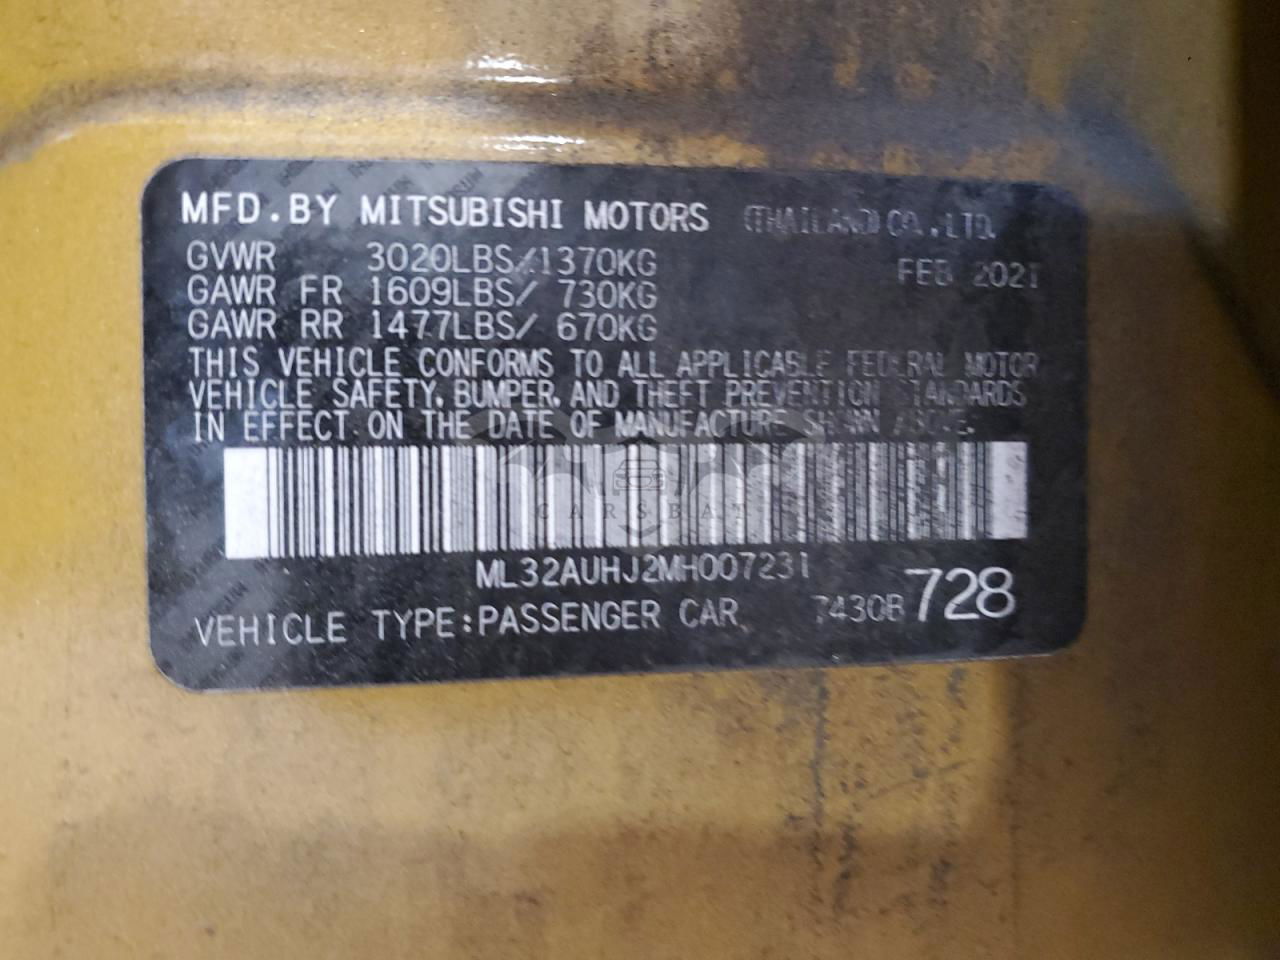 MFD.BY MITSUBISHI MOTORS (THAILAND) CO.,LTD.
GVWR 3020LBS/1370KG FEB 2021
GAWR FR 1609LBS/ 730KG
GAWR RR 1477LBS/ 670KG
THIS VEHICLE CONFORMS TO ALL APPLICABLE FEDERAL MOTOR
VEHICLE SAFETY, BUMPER, AND THEFT PREVENTION STANDARDS
IN EFFECT ON THE DATE OF MANUFACTURE SHOWN ABOVE.
CARSBAT
ML32AUHJ2MH007231
VEHICLE TYPE:PASSENGER CAR 7430B728